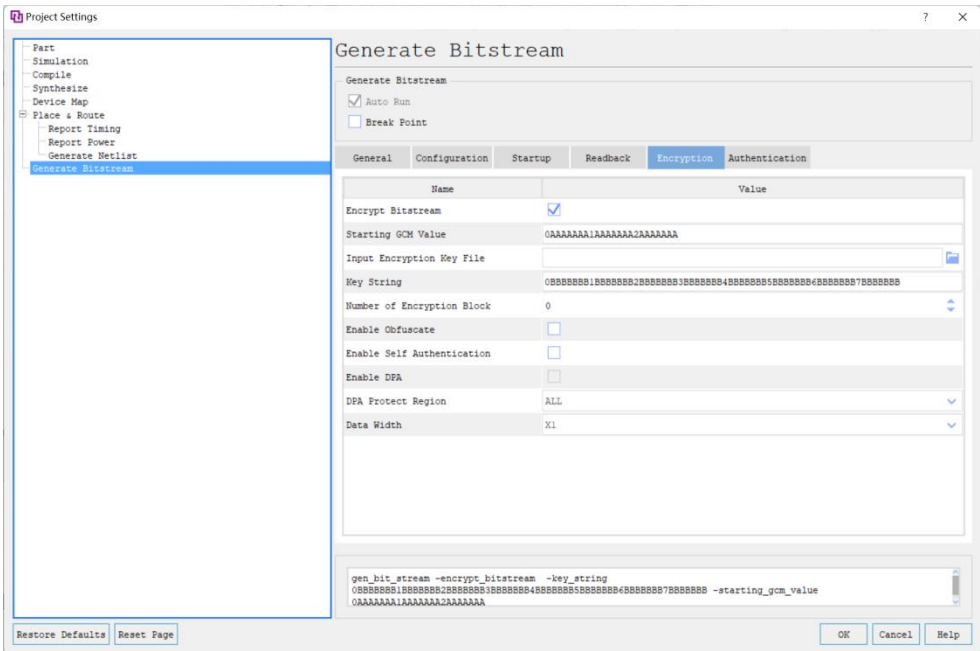 Project Settings
?
Part
Simulation
Compile
Synthesize
Device Map
Place & Route
Report Timing
Report Power
Generate Netlist
Generate Bitstream
Generate Bitstream
Generate Bitstream
Auto Run
Break Point
General Configuration Startup Readback Encryption Authentication
Name Value
Encrypt Bitstream
Starting GCM Value 0AAAAAAA1AAAAAAA2AAAAAAA
Input Encryption Key File
Key String 0BBBBBBB1BBBBBBB2BBBBBBB3BBBBBBB4BBBBBBB5BBBBBBB6BBBBBBB7BBBBBBB
Number of Encryption Block 0
Enable Obfuscate
Enable Self Authentication
Enable DPA
DPA Protect Region ALL
Data Width X1
gen_bit_stream -encrypt_bitstream -key_string
0BBBBBBB1BBBBBBB2BBBBBBB3BBBBBBB4BBBBBBB5BBBBBBB6BBBBBBB7BBBBBBB -starting_gcm_value
0AAAAAAA1AAAAAAA2AAAAAAA
Restore Defaults Reset Page OK Cancel Help